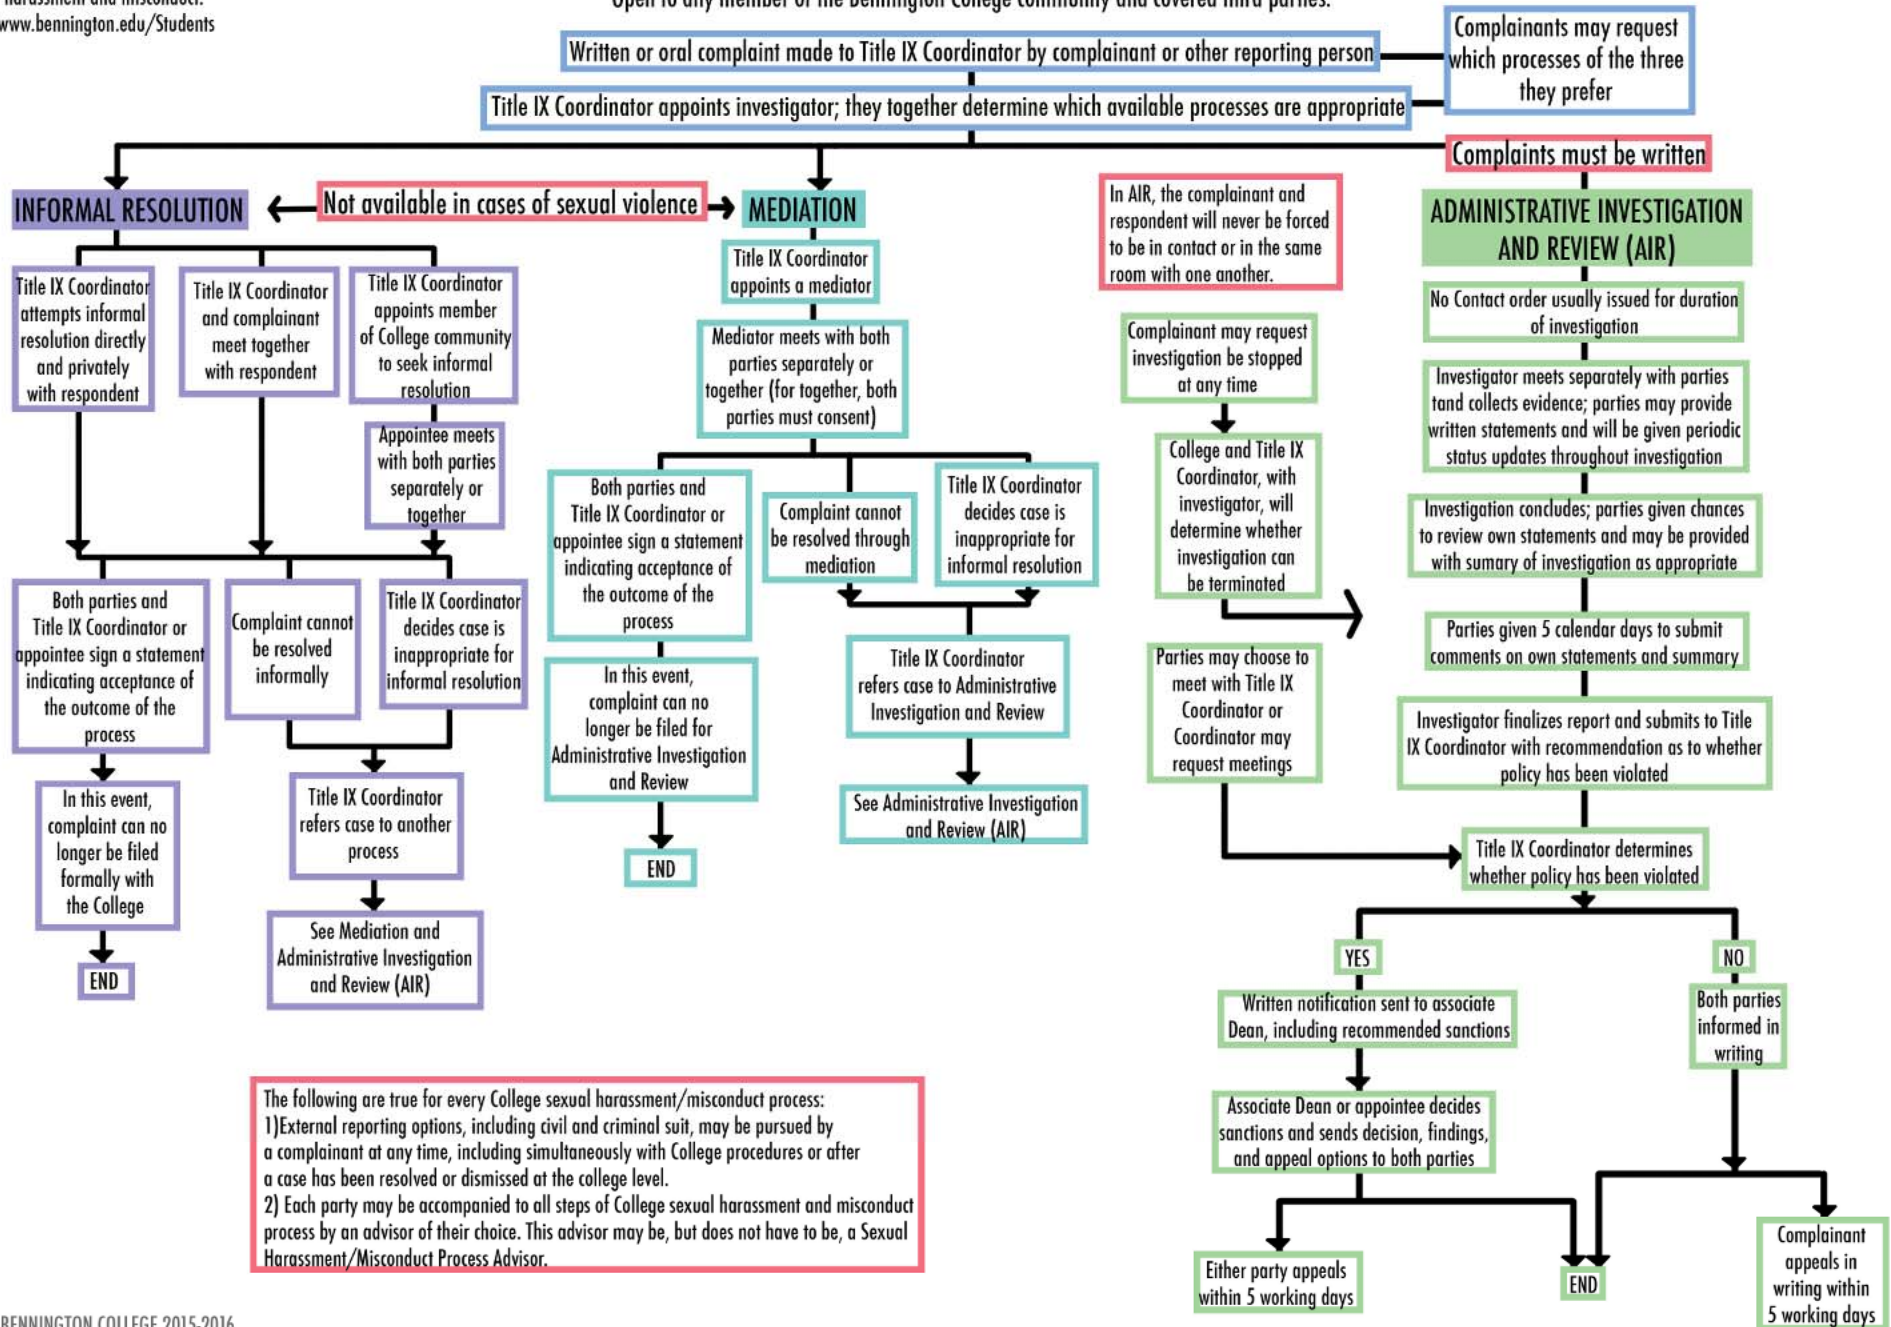 harassment and misconduct.
www.bennington.edu/Students
Open to any member of the Bennington College community and covered third parties.
Written or oral complaint made to Title IX Coordinator by complainant or other reporting person
Complainants may request
which processes of the three
they prefer
Title IX Coordinator appoints investigator; they together determine which available processes are appropriate
Complaints must be written
INFORMAL RESOLUTION
Not available in cases of sexual violence
MEDIATION
Title IX Coordinator
attempts informal
resolution directly
and privately
with respondent
Title IX Coordinator
and complainant
meet together
with respondent
Title IX Coordinator
appoints member
of College community
to seek informal
resolution
Appointee meets
with both parties
separately or
together
Both parties and
Title IX Coordinator or
appointee sign a statement
indicating acceptance of
the outcome of the
process
Complaint cannot
be resolved
informally
Title IX Coordinator
decides case is
inappropriate for
informal resolution
In this event,
complaint can no
longer be filed
formally with
the College
END
Title IX Coordinator
refers case to another
process
See Mediation and
Administrative Investigation
and Review (AIR)
Title IX Coordinator
appoints a mediator
Mediator meets with both
parties separately or
together (for together, both
parties must consent)
Both parties and
Title IX Coordinator or
appointee sign a statement
indicating acceptance of
the outcome of the
process
Complaint cannot
be resolved through
mediation
Title IX Coordinator
decides case is
inappropriate for
informal resolution
In this event,
complaint can no
longer be filed for
Administrative Investigation
and Review
END
Title IX Coordinator
refers case to Administrative
Investigation and Review
See Administrative Investigation
and Review (AIR)
In AIR, the complainant and
respondent will never be forced
to be in contact or in the same
room with one another.
Complainant may request
investigation be stopped
at any time
College and Title IX
Coordinator, with
investigator, will
determine whether
investigation can
be terminated
Parties may choose to
meet with Title IX
Coordinator or
Coordinator may
request meetings
ADMINISTRATIVE INVESTIGATION
AND REVIEW (AIR)
No Contact order usually issued for duration
of investigation
Investigator meets separately with parties
tand collects evidence; parties may provide
written statements and will be given periodic
status updates throughout investigation
Investigation concludes; parties given chances
to review own statements and may be provided
with sumary of investigation as appropriate
Parties given 5 calendar days to submit
comments on own statements and summary
Investigator finalizes report and submits to Title
IX Coordinator with recommendation as to whether
policy has been violated
Title IX Coordinator determines
whether policy has been violated
YES
NO
Written notification sent to associate
Dean, including recommended sanctions
Both parties
informed in
writing
Associate Dean or appointee decides
sanctions and sends decision, findings,
and appeal options to both parties
Either party appeals
within 5 working days
END
Complainant
appeals in
writing within
5 working days
The following are true for every College sexual harassment/misconduct process:
1)External reporting options, including civil and criminal suit, may be pursued by
a complainant at any time, including simultaneously with College procedures or after
a case has been resolved or dismissed at the college level.
2) Each party may be accompanied to all steps of College sexual harassment and misconduct
process by an advisor of their choice. This advisor may be, but does not have to be, a Sexual
Harassment/Misconduct Process Advisor.
BENNINGTON COLLEGE 2015-2016